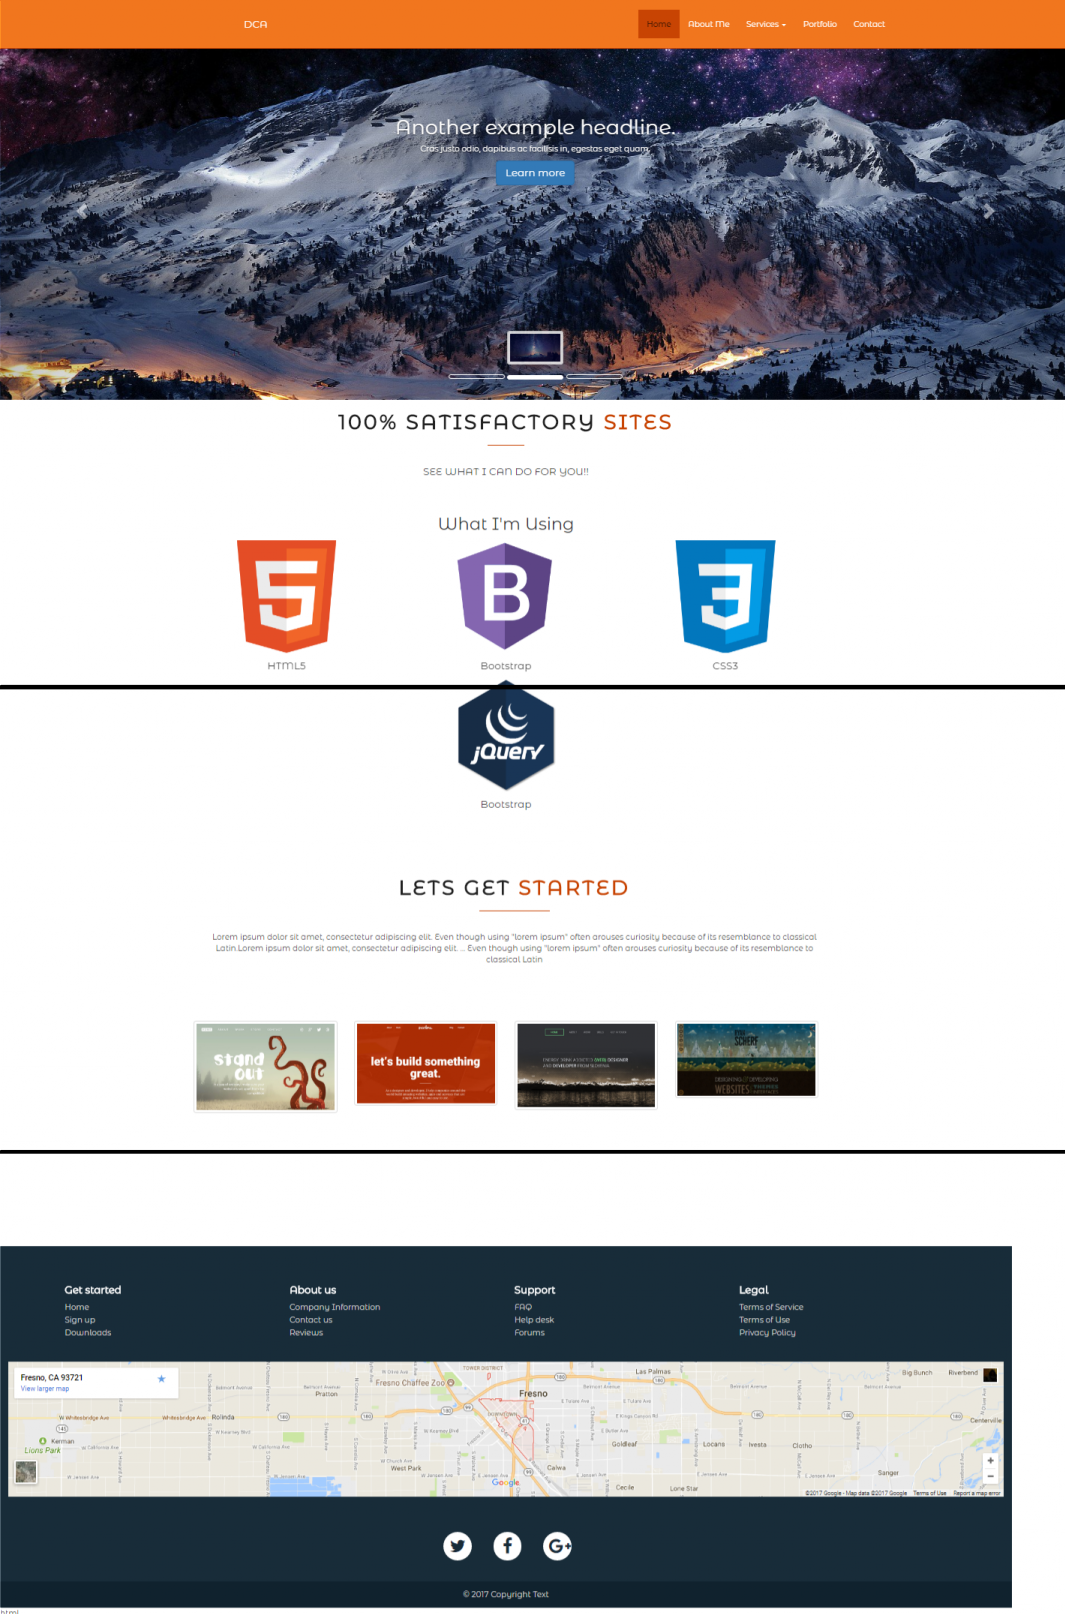 DCA
Home About Me Services Portfolio Contact
Another example headline.
Cras justo odio, dapibus ac facilisis in, egestas eget quam.
Learn more
100% SATISFACTORY SITES
SEE WHAT I CAN DO FOR YOU!!
What I'm Using
HTML5 Bootstrap CSS3
jQuery
Bootstrap
LETS GET STARTED
Lorem ipsum dolor sit amet, consectetur adipiscing elit. Even though using "lorem ipsum" often arouses curiosity because of its resemblance to classical
Latin.Lorem ipsum dolor sit amet, consectetur adipiscing elit. ... Even though using "lorem ipsum" often arouses curiosity because of its resemblance to
classical Latin
stand
out
let's build something
great.
Get started About us Support Legal
Home Company Information FAQ Terms of Service
Sign up Contact us Help desk Terms of Use
Downloads Reviews Forums Privacy Policy
Fresno, CA 93721
View larger map
TOWER DISTRICT
Fresno Chaffee Zoo
Las Palmas
Big Bunch
Riverbend
Pratton
Fresno
Rolinda
DOWNTOWN
Centerville
Kerman
Lions Park
Goldleaf
Locans
Ivesta
Clotho
West Park
Calwa
Sanger
Google
Cecile
Lone Star
©2017 Google - Map data ©2017 Google Terms of Use Report a map error
© 2017 Copyright Text
html